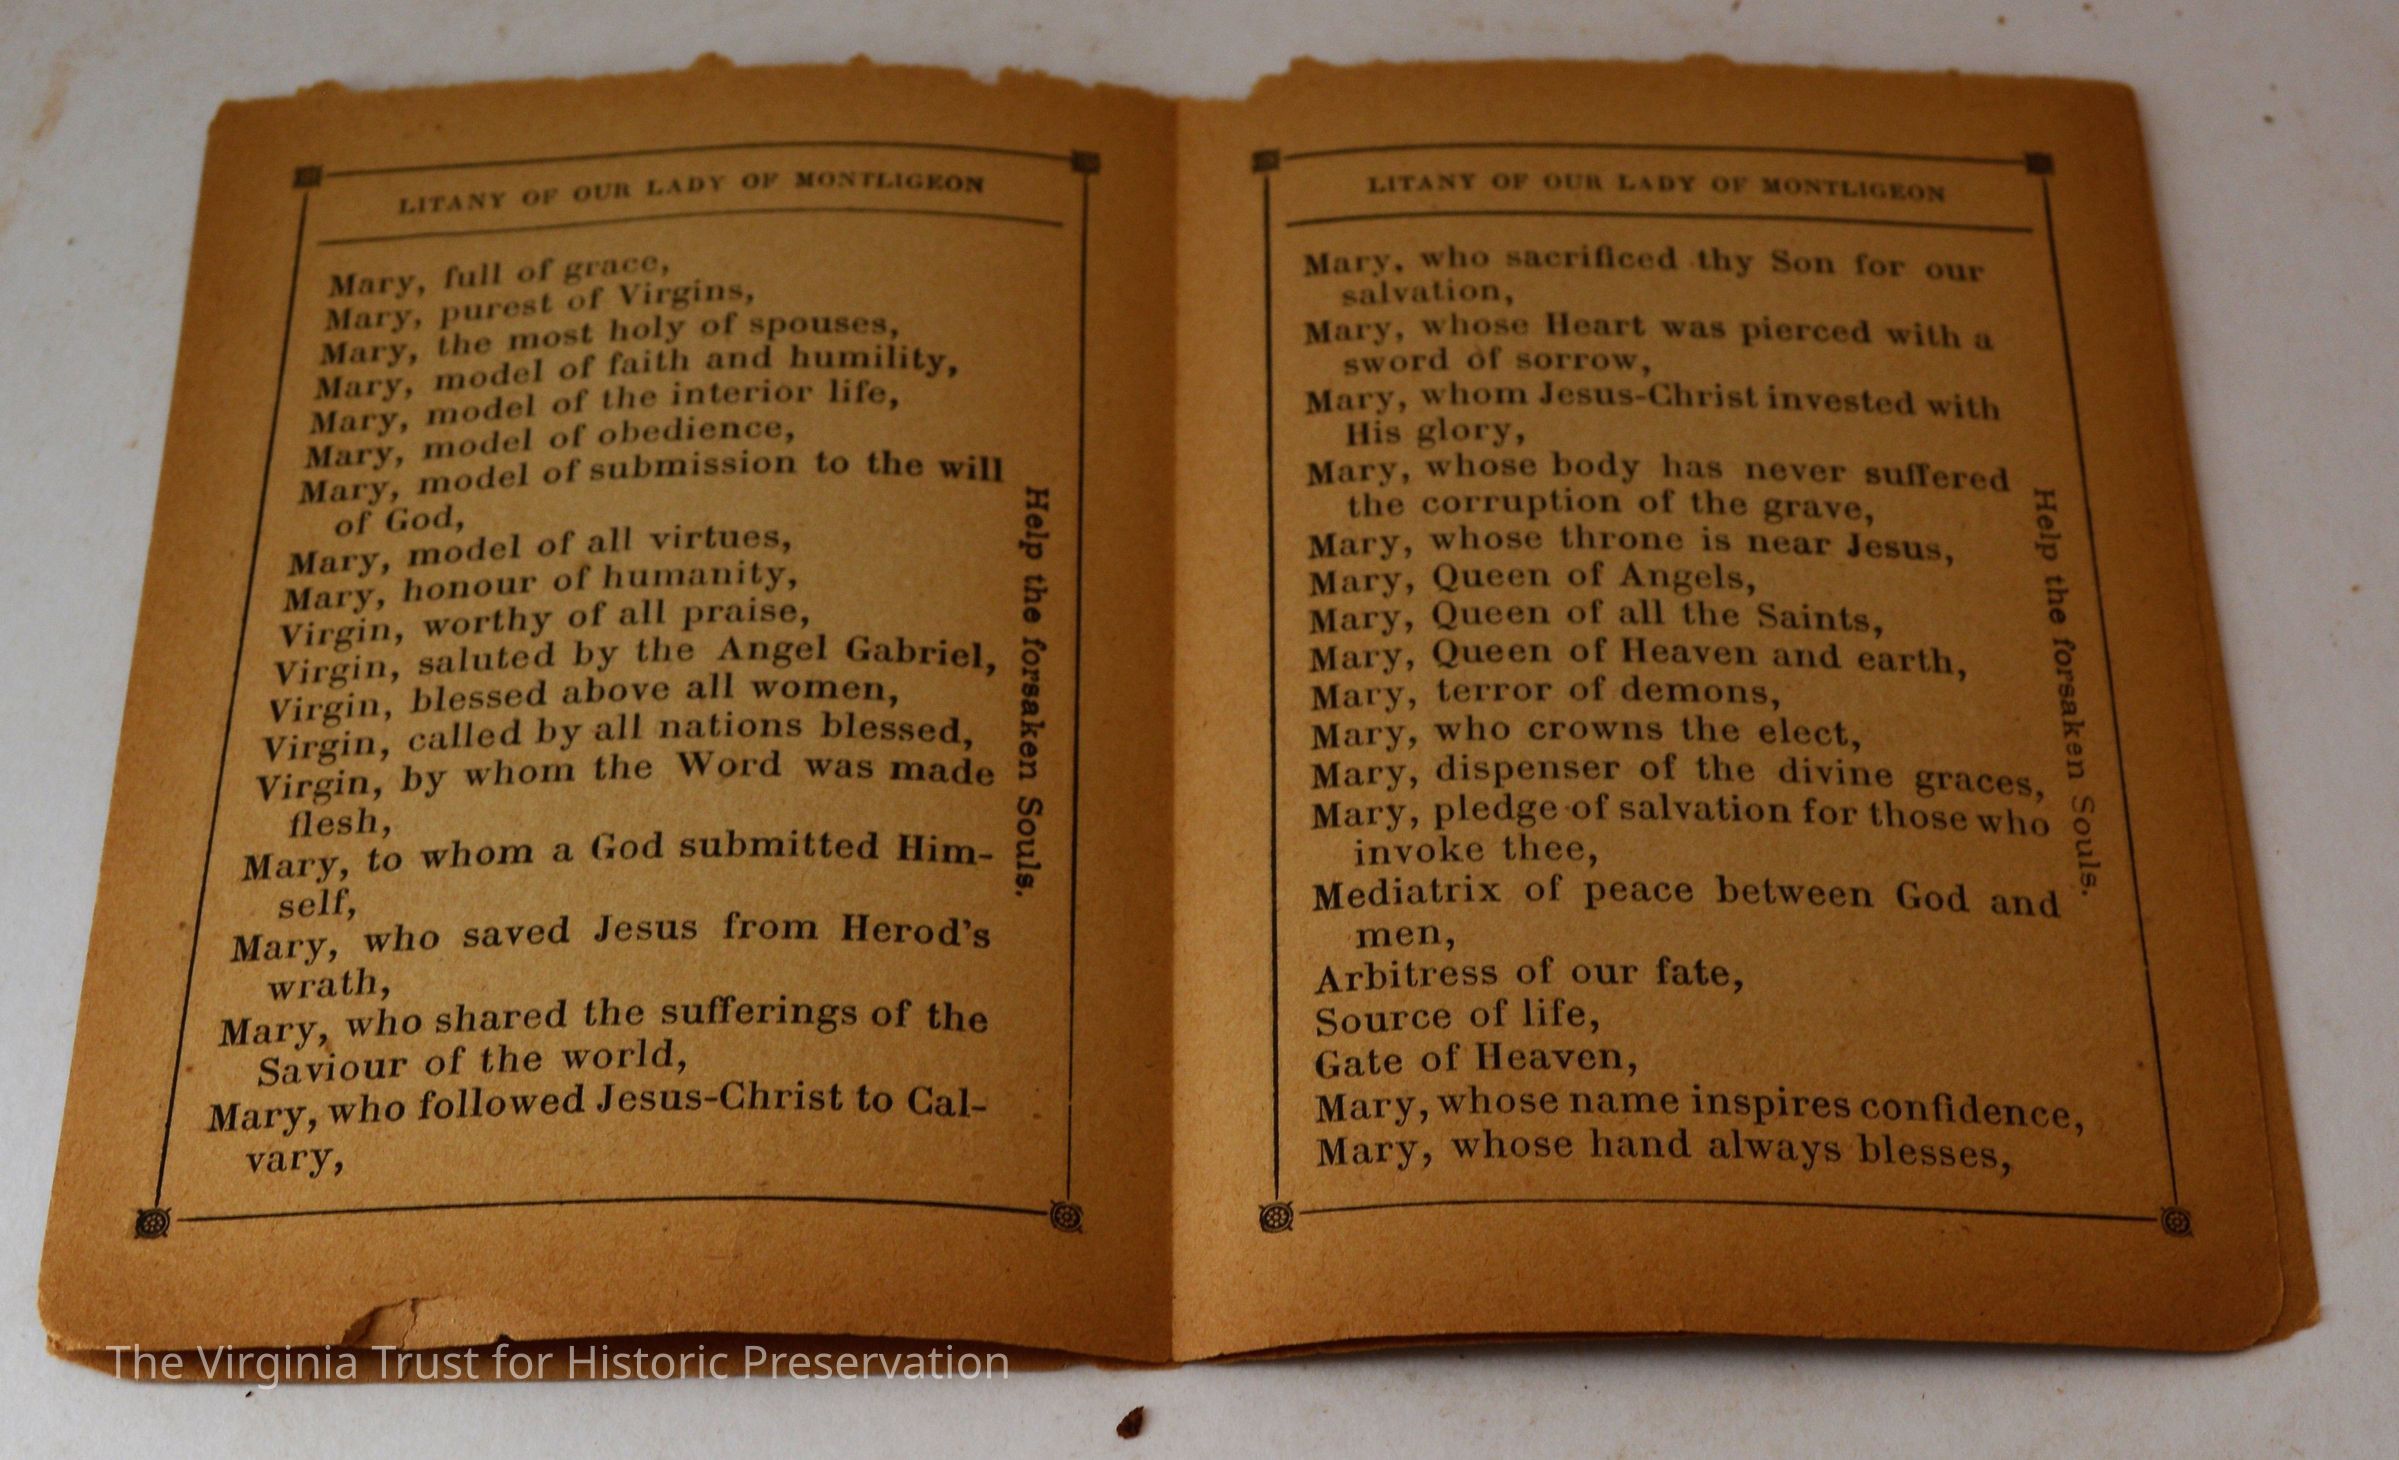 LITANY OF OUR LADY OF MONTLIGEON
Mary, full of grace,
Mary, purest of Virgins,
Mary, the most holy of spouses,
Mary, model of faith and humility,
Mary, model of the interior life,
Mary, model of obedience,
Mary, model of submission to the will
of God,
Mary, model of all virtues,
Mary, honour of humanity,
Virgin, worthy of all praise,
Virgin, saluted by the Angel Gabriel,
Virgin, blessed above all women,
Virgin, called by all nations blessed,
Virgin, by whom the Word was made
flesh,
Mary, to whom a God submitted Him-
self,
Mary, who saved Jesus from Herod's
wrath,
Mary, who shared the sufferings of the
Saviour of the world,
Mary, who followed Jesus-Christ to Cal-
vary,
Help the forsaken Souls.
LITANY OF OUR LADY OF MONTLIGEON
Mary, who sacrificed thy Son for our
salvation,
Mary, whose Heart was pierced with a
sword of sorrow,
Mary, whom Jesus-Christ invested with
His glory,
Mary, whose body has never suffered
the corruption of the grave,
Mary, whose throne is near Jesus,
Mary, Queen of Angels,
Mary, Queen of all the Saints,
Mary, Queen of Heaven and earth,
Mary, terror of demons,
Mary, who crowns the elect,
Mary, dispenser of the divine graces,
Mary, pledge of salvation for those who
invoke thee,
Mediatrix of peace between God and
men,
Arbitress of our fate,
Source of life,
Gate of Heaven,
Mary, whose name inspires confidence,
Mary, whose hand always blesses,
Help the forsaken Souls.
The Virginia Trust for Historic Preservation